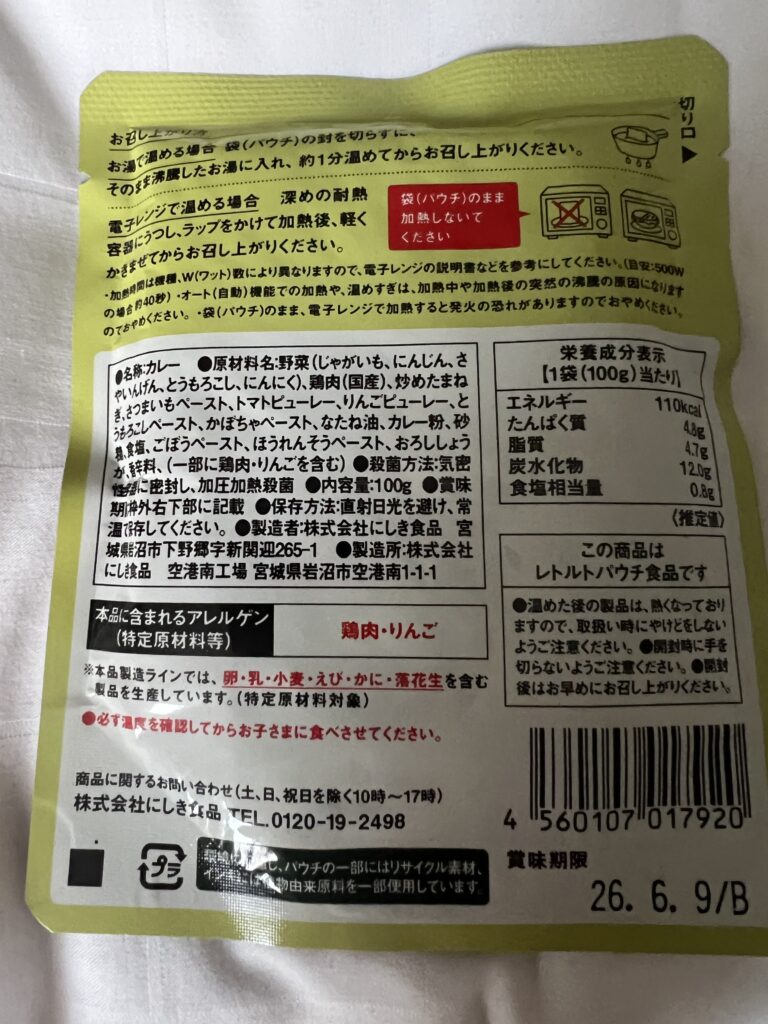 切り口
お召し上がり方
お湯で温める場合 袋(パウチ)の封を切らずに、
そのまま沸騰したお湯に入れ、約1分温めてからお召し上がりください。
電子レンジで温める場合 深めの耐熱
容器にうつし、ラップをかけて加熱後、軽く
かきまぜてからお召し上がりください。
袋(パウチ)のまま
加熱しないで
ください
・加熱時間は機種、W(ワット)数により異なりますので、電子レンジの説明書などを参考にしてください。(目安:500W
の場合約40秒)・オート(自動)機能での加熱や、温めすぎは、加熱中や加熱後の突然の沸騰の原因になります
のでおやめください。・袋(パウチ)のまま、電子レンジで加熱すると発火の恐れがありますのでおやめください。
●名称:カレー ●原材料名:野菜(じゃがいも、にんじん、さ
やいんげん、とうもろこし、にんにく)、鶏肉(国産)、炒めたまね
ぎ、さつまいもペースト、トマトピューレー、りんごピューレー、と
うもろこしペースト、かぼちゃペースト、なたね油、カレー粉、砂
糖、食塩、ごぼうペースト、ほうれんそうペースト、おろししょう
が、香辛料、(一部に鶏肉・りんごを含む) ●殺菌方法:気密
性容器に密封し、加圧加熱殺菌 ●内容量:100g ●賞味
期限:枠外右下部に記載 ●保存方法:直射日光を避け、常
温で保存してください。 ●製造者:株式会社にしき食品 宮
城県岩沼市下野郷字新関迎265-1 ●製造所:株式会社
にしき食品 空港南工場 宮城県岩沼市空港南1-1-1
栄養成分表示
【1袋(100g)当たり】
エネルギー 110kcal
たんぱく質 4.8g
脂質 4.7g
炭水化物 12.0g
食塩相当量 0.8g
(推定値)
この商品は
レトルトパウチ食品です
●温めた後の製品は、熱くなっており
ますので、取扱い時にやけどをしない
ようご注意ください。●開封時に手を
切らないようご注意ください。●開封
後はお早めにお召し上がりください。
本品に含まれるアレルゲン
(特定原材料等)
鶏肉・りんご
※本品製造ラインでは、卵・乳・小麦・えび・かに・落花生を含む
製品を生産しています。(特定原材料対象)
●必ず温度を確認してからお子さまに食べさせてください。
商品に関するお問い合わせ(土、日、祝日を除く10時〜17時)
株式会社にしき食品 TEL.0120-19-2498
プラ
し、パウチの一部にはリサイクル素材、
物由来原料を一部使用しています。
4 560107 017920
賞味期限
26. 6. 9/B